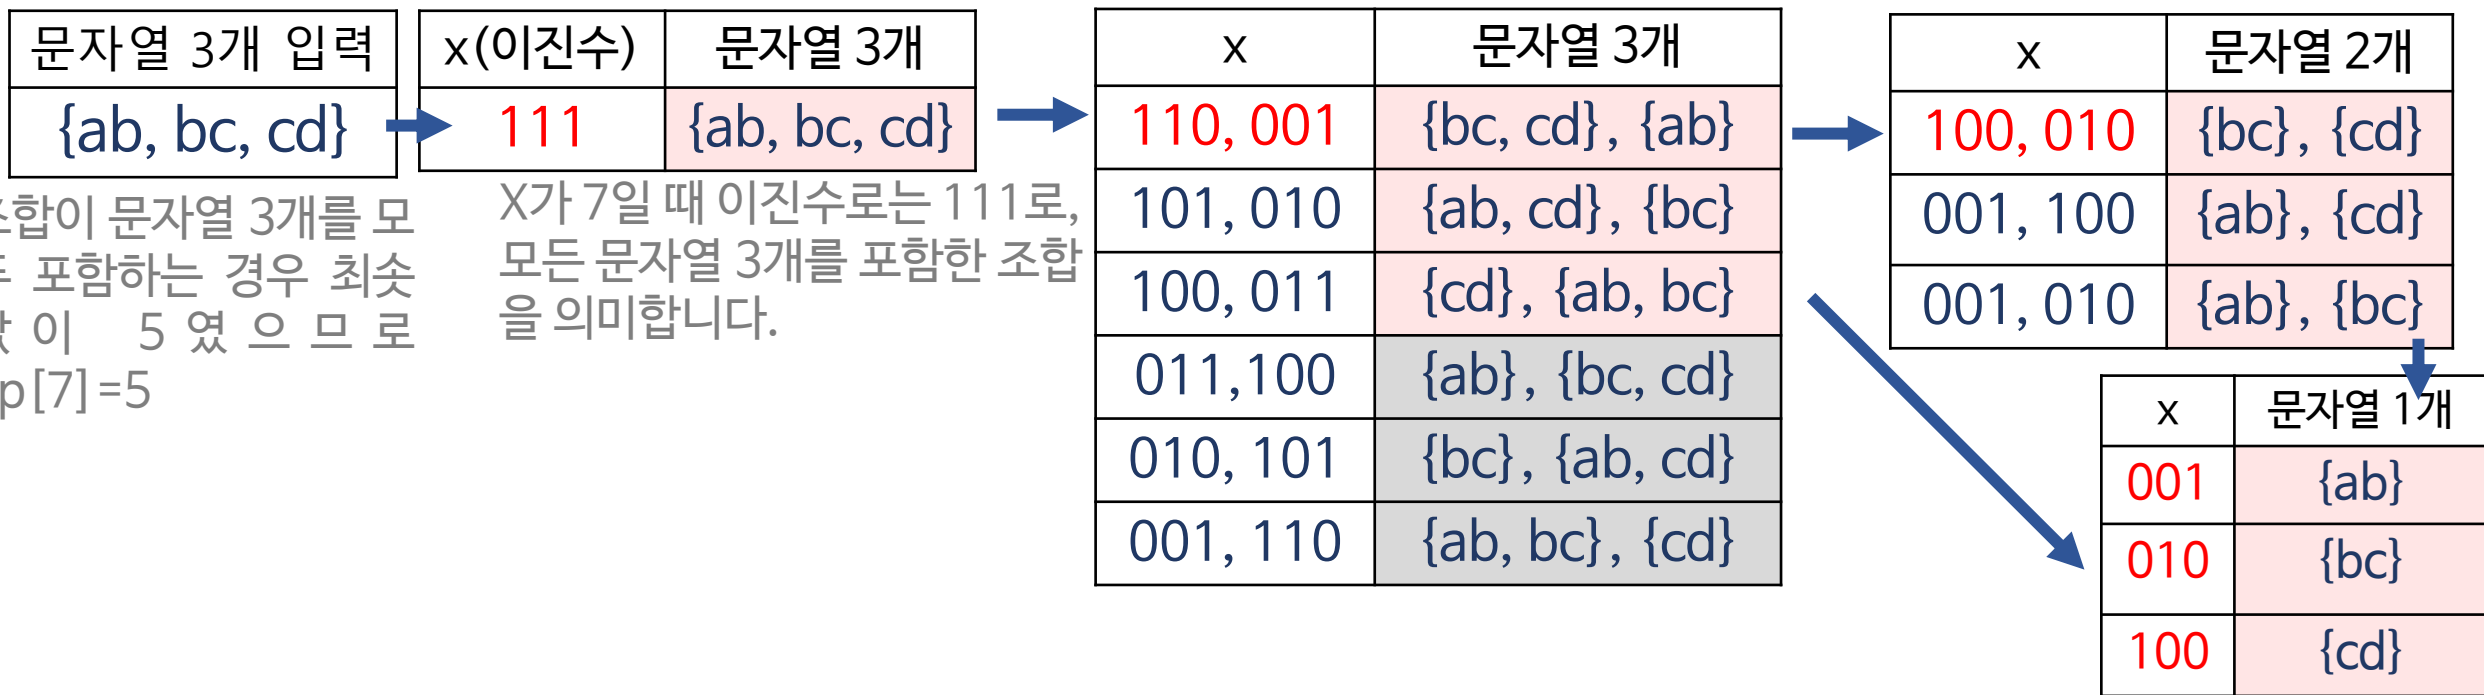 문자열 3개 입력
{ab, bc, cd}
조합이 문자열 3개를 모
포함하는 경우 최솟
이 5였으므로
p[7]=5
x(이진수) 문자열 3개
111 {ab, bc, cd}
X가 7일 때 이진수로는 111로,
모든 문자열 3개를 포함한 조합
을 의미합니다.
x 문자열 3개
110, 001 {bc, cd}, {ab}
101, 010 {ab, cd}, {bc}
100, 011 {cd}, {ab, bc}
011,100 {ab}, {bc, cd}
010, 101 {bc}, {ab, cd}
001, 110 {ab, bc}, {cd}
x 문자열 2개
100, 010 {bc}, {cd}
001, 100 {ab}, {cd}
001, 010 {ab}, {bc}
x 문자열 1개
001 {ab}
010 {bc}
100 {cd}